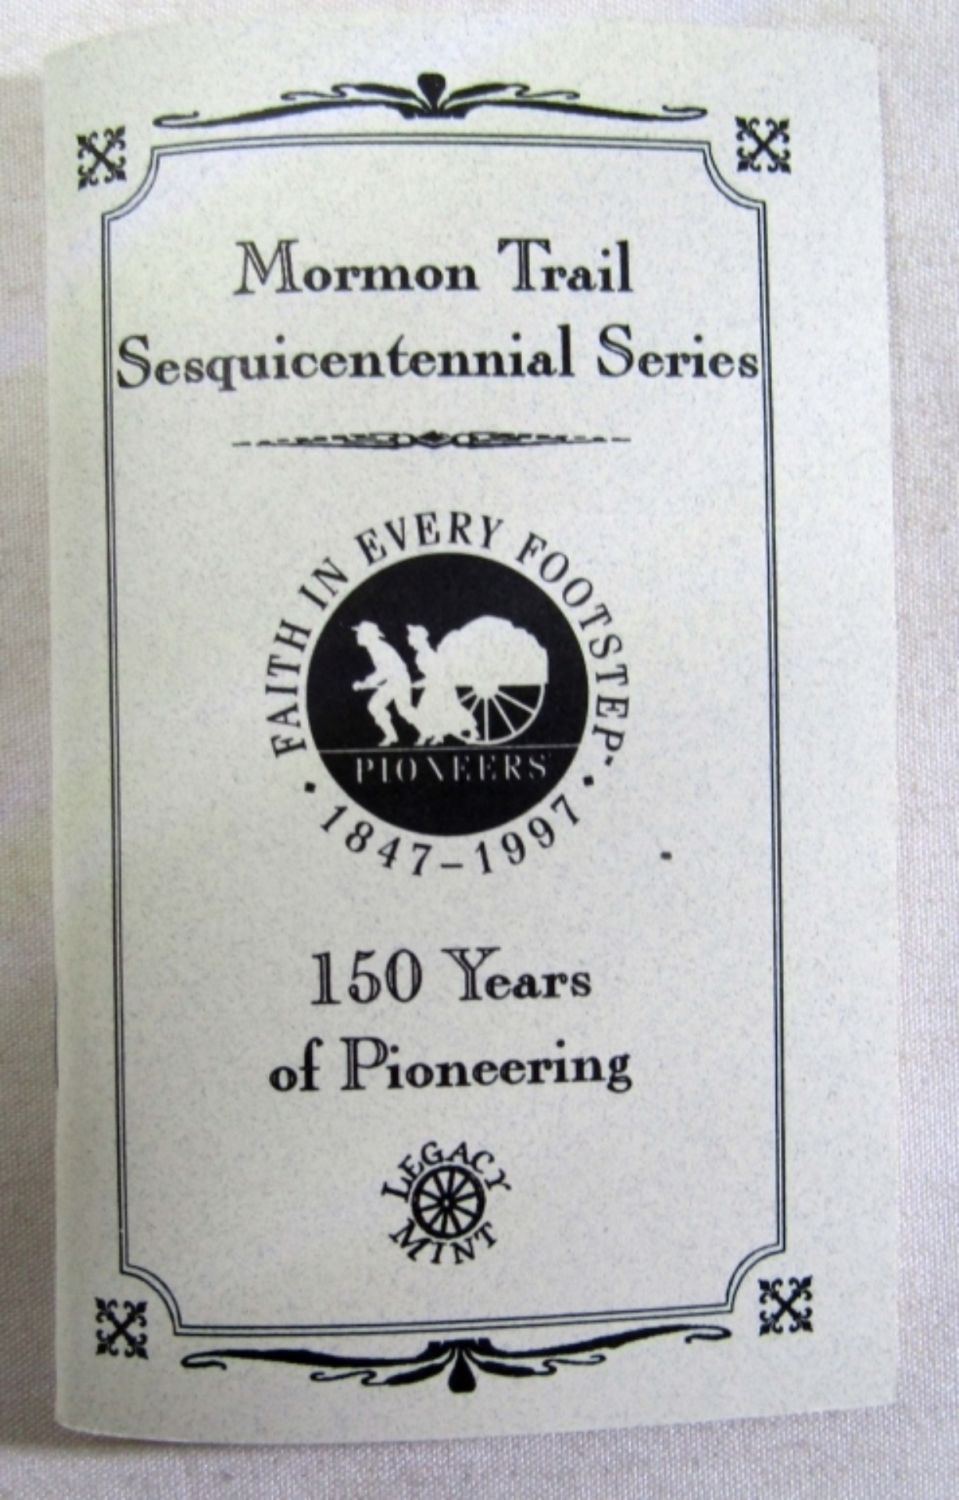 Mormon Trail
Sesquicentennial Series
FAITH IN EVERY FOOTSTEP
PIONEERS
1847–1997
150 Years
of Pioneering
LEGACY
MINT